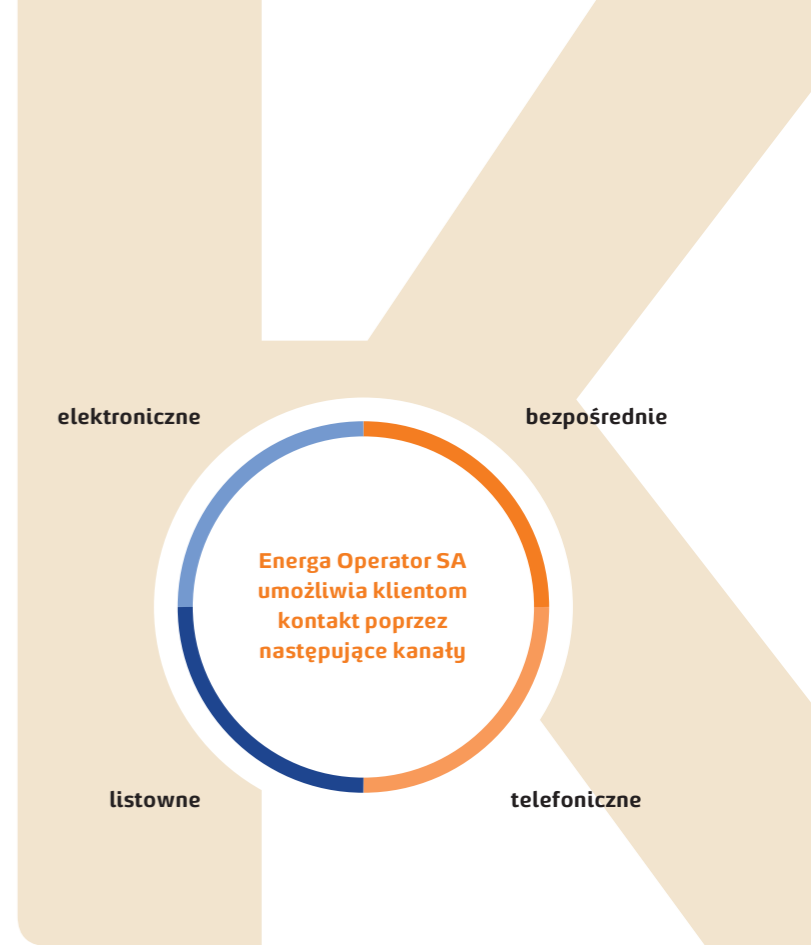 elektroniczne
bezpośrednie
Energa Operator SA
umożliwia klientom
kontakt poprzez
następujące kanały
listowne
telefoniczne